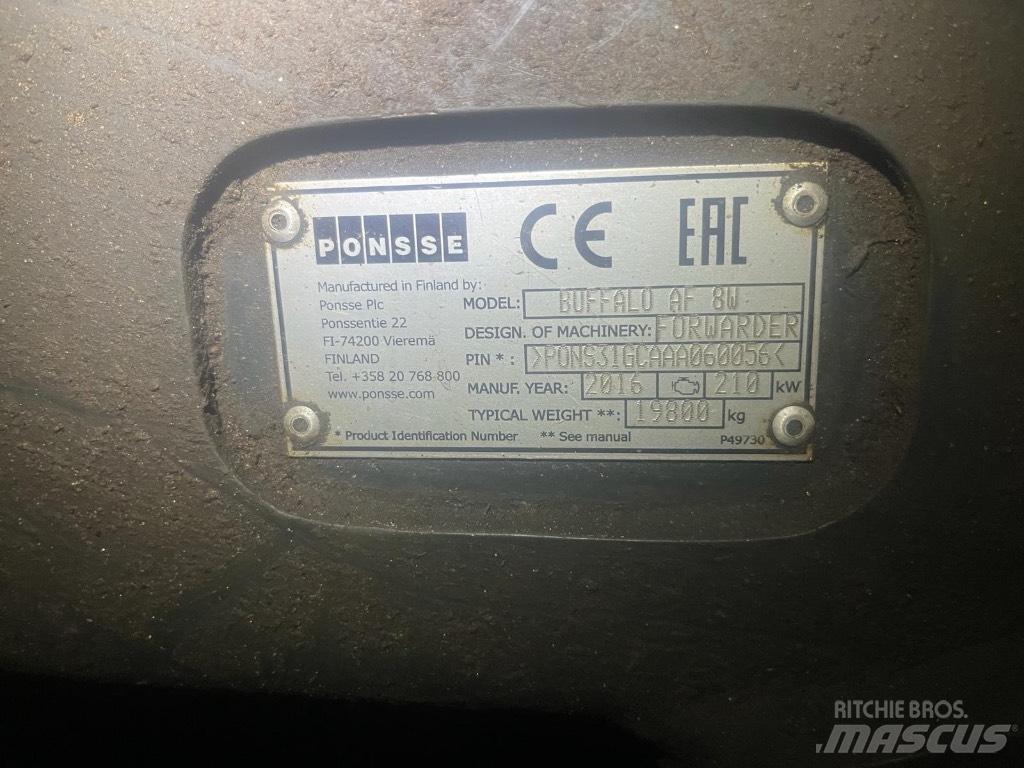 PONSSE CE EAC
Manufactured in Finland by:
Ponsse Plc
Ponssentie 22
FI-74200 Vieremä
FINLAND
Tel. +358 20 768 800
www.ponsse.com
MODEL: BUFFALO AF 8W
DESIGN. OF MACHINERY: FORWARDER
PIN * : >PONS31GCAAA060056<
MANUF. YEAR: 2016 210 kW
TYPICAL WEIGHT **: 19800 kg
* Product Identification Number ** See manual P49730
RITCHIE BROS.
MASCUS